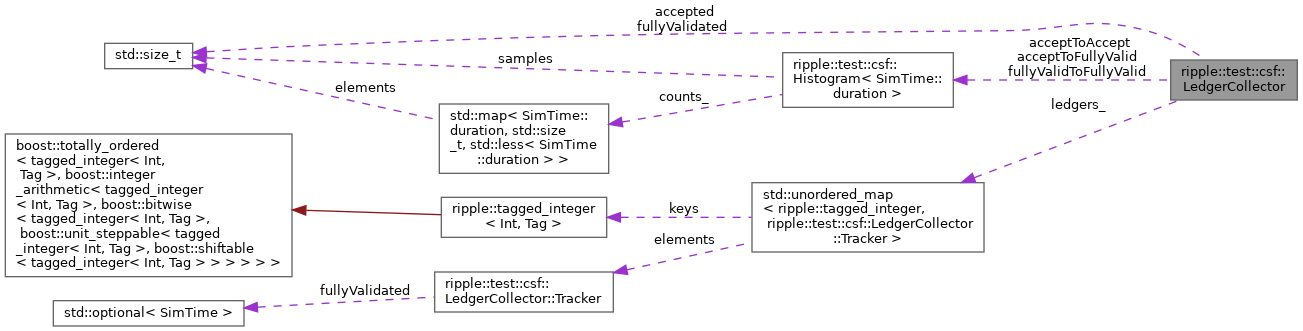 accepted
fullyValidated
std::size_t
samples
acceptToAccept
acceptToFullyValid
fullyValidToFullyValid
ripple::test::csf::
Histogram< SimTime::
duration >
ripple::test::csf::
LedgerCollector
elements
counts_
ledgers_
std::map< SimTime::
duration, std::size
_t, std::less< SimTime
::duration > >
boost::totally_ordered
< tagged_integer< Int,
Tag >, boost::integer
_arithmetic< tagged_integer
< Int, Tag >, boost::bitwise
< tagged_integer< Int, Tag >,
boost::unit_steppable< tagged
_integer< Int, Tag >, boost::shiftable
< tagged_integer< Int, Tag > > > > > >
ripple::tagged_integer
< Int, Tag >
keys
std::unordered_map
< ripple::tagged_integer,
ripple::test::csf::LedgerCollector
::Tracker >
elements
ripple::test::csf::
LedgerCollector::Tracker
fullyValidated
std::optional< SimTime >